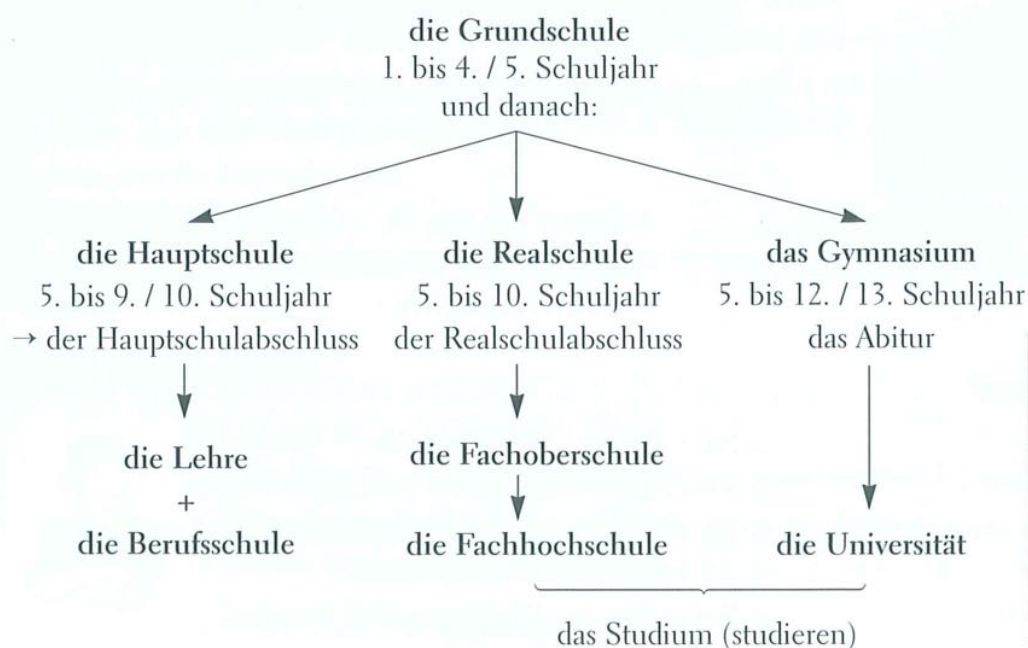 die Grundschule
1. bis 4. / 5. Schuljahr
und danach:
die Hauptschule
5. bis 9. / 10. Schuljahr
→ der Hauptschulabschluss
die Lehre
+
die Berufsschule
die Realschule
5. bis 10. Schuljahr
der Realschulabschluss
die Fachoberschule
die Fachhochschule
das Gymnasium
5. bis 12. / 13. Schuljahr
das Abitur
die Universität
das Studium (studieren)